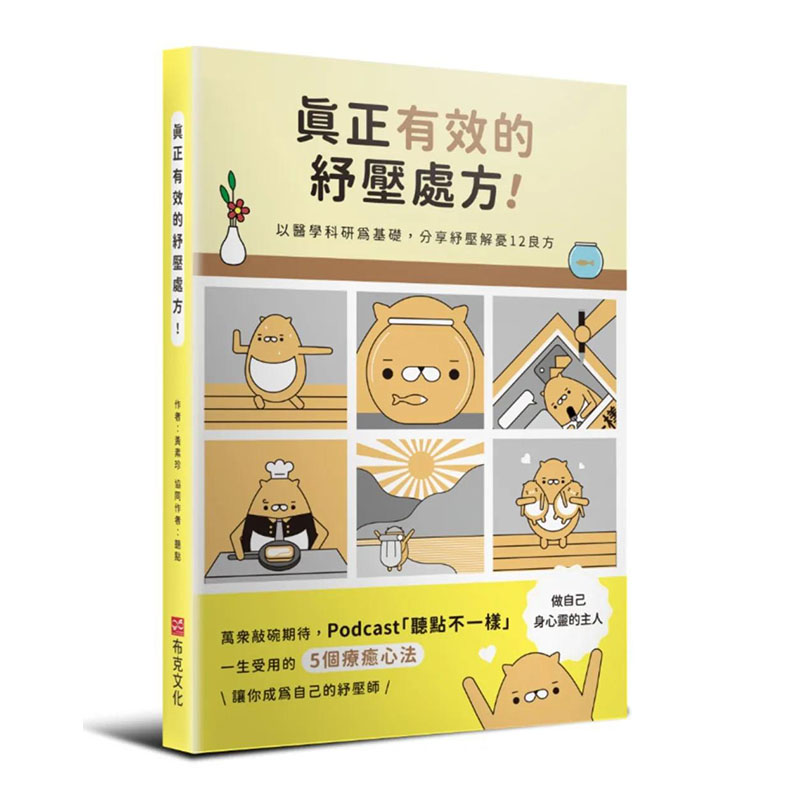 眞正有效的
紓壓處方！
以醫學科研爲基礎，分享紓壓解憂12良方
萬衆敲碗期待，Podcast「聽點不一樣」
一生受用的 5個療癒心法
\ 讓你成爲自己的紓壓師 /
做自己
身心靈的主人
眞正有效的紓壓處方！
作者：黃素珍 協同作者：聽點
布克文化